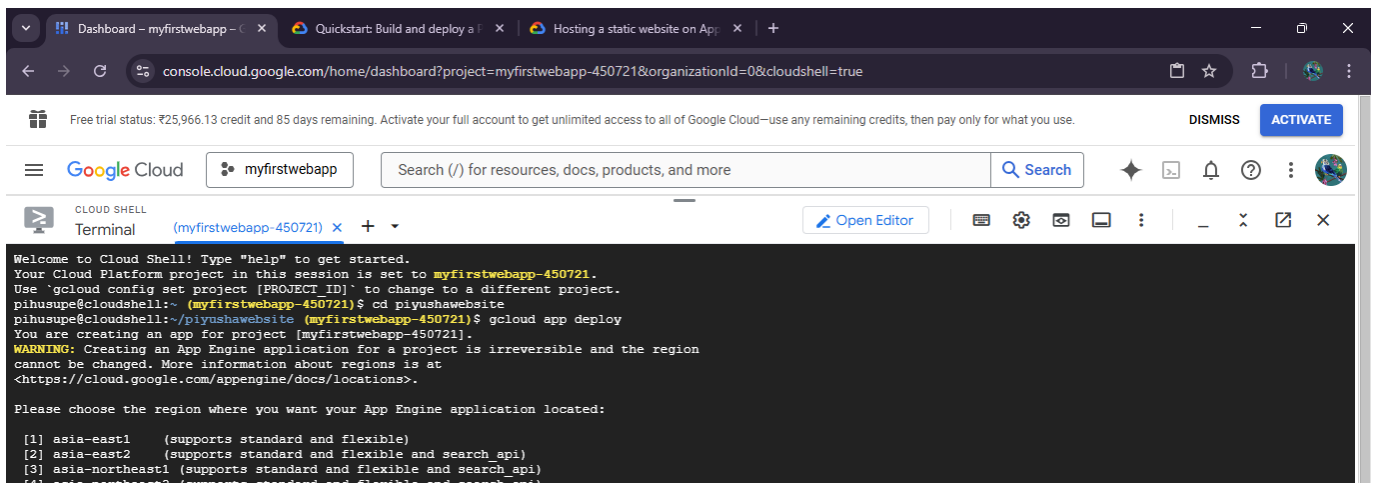 Dashboard – myfirstwebapp – G
Quickstart: Build and deploy a P
Hosting a static website on App
console.cloud.google.com/home/dashboard?project=myfirstwebapp-450721&organizationId=0&cloudshell=true
Free trial status: ₹25,966.13 credit and 85 days remaining. Activate your full account to get unlimited access to all of Google Cloud—use any remaining credits, then pay only for what you use.
DISMISS
ACTIVATE
Google Cloud
myfirstwebapp
Search (/) for resources, docs, products, and more
Search
CLOUD SHELL
Terminal
(myfirstwebapp-450721)
Open Editor
Welcome to Cloud Shell! Type "help" to get started.
Your Cloud Platform project in this session is set to myfirstwebapp-450721.
Use `gcloud config set project [PROJECT_ID]` to change to a different project.
pihusupe@cloudshell:~ (myfirstwebapp-450721)$ cd piyushawebsite
pihusupe@cloudshell:~/piyushawebsite (myfirstwebapp-450721)$ gcloud app deploy
You are creating an app for project [myfirstwebapp-450721].
WARNING: Creating an App Engine application for a project is irreversible and the region
cannot be changed. More information about regions is at
<https://cloud.google.com/appengine/docs/locations>.
Please choose the region where you want your App Engine application located:
[1] asia-east1    (supports standard and flexible)
[2] asia-east2    (supports standard and flexible and search_api)
[3] asia-northeast1 (supports standard and flexible and search_api)
[4] asia-northeast2 (supports standard and flexible and search_api)